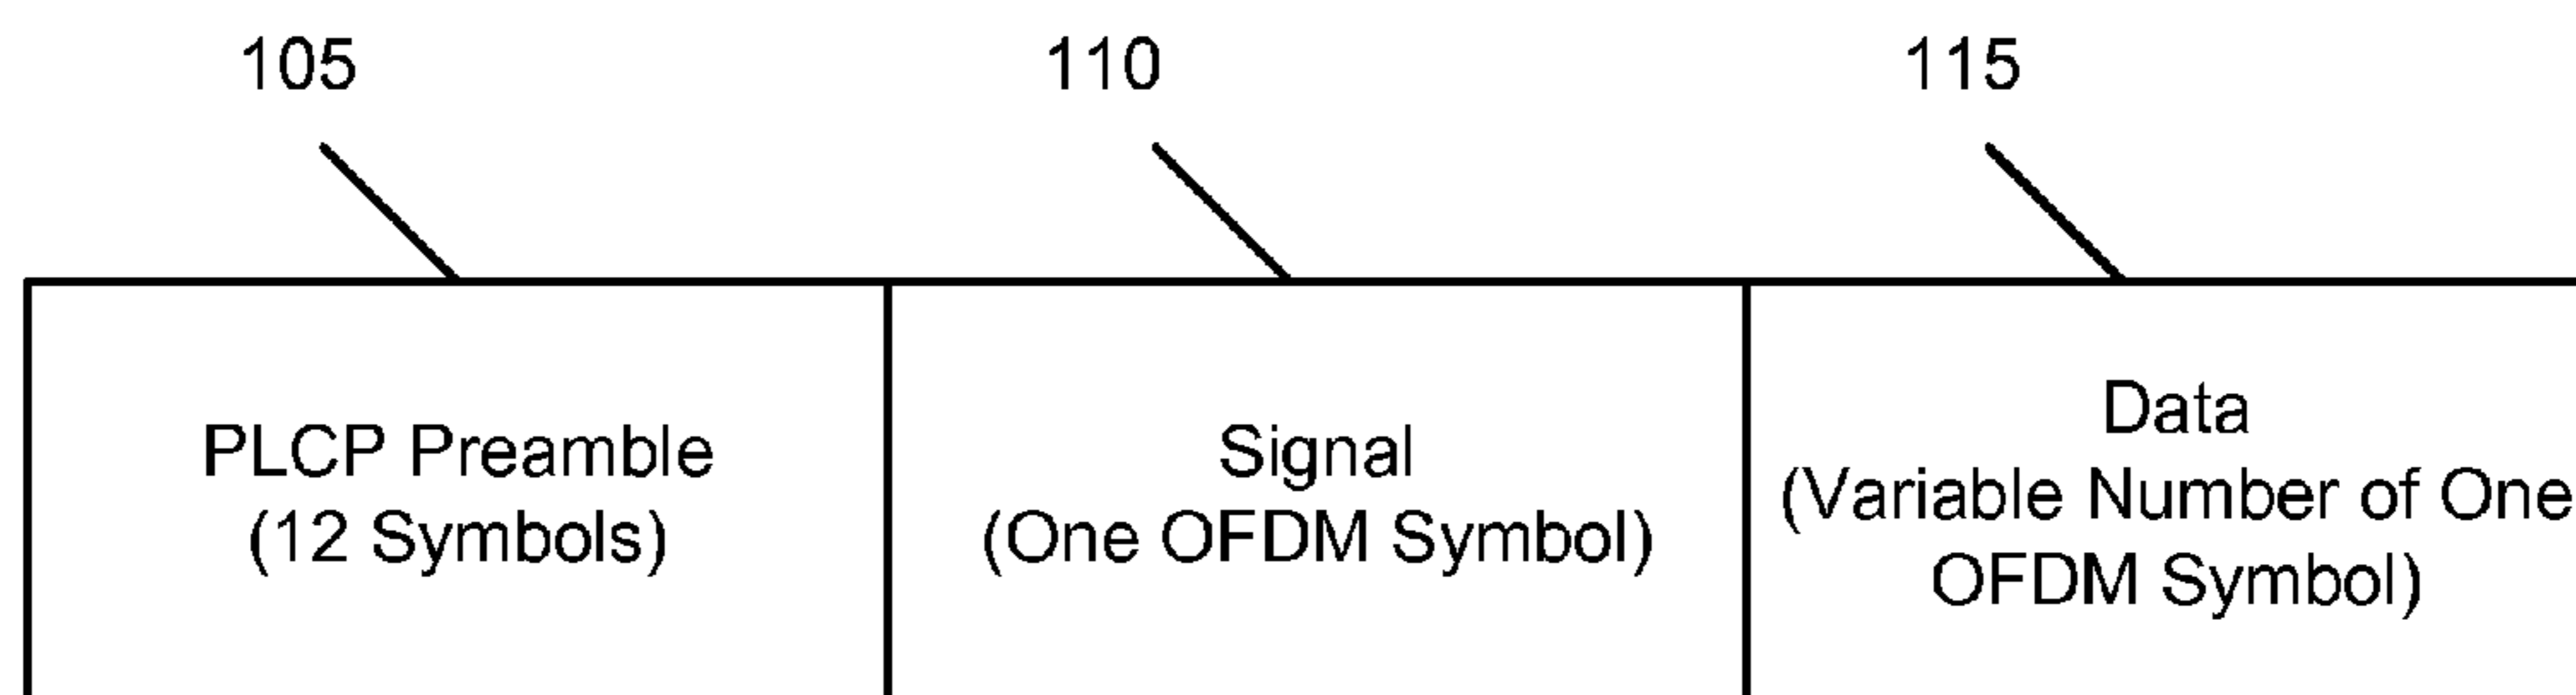 105
110
115
PLCP Preamble
(12 Symbols)
Signal
(One OFDM Symbol)
Data
(Variable Number of One
OFDM Symbol)